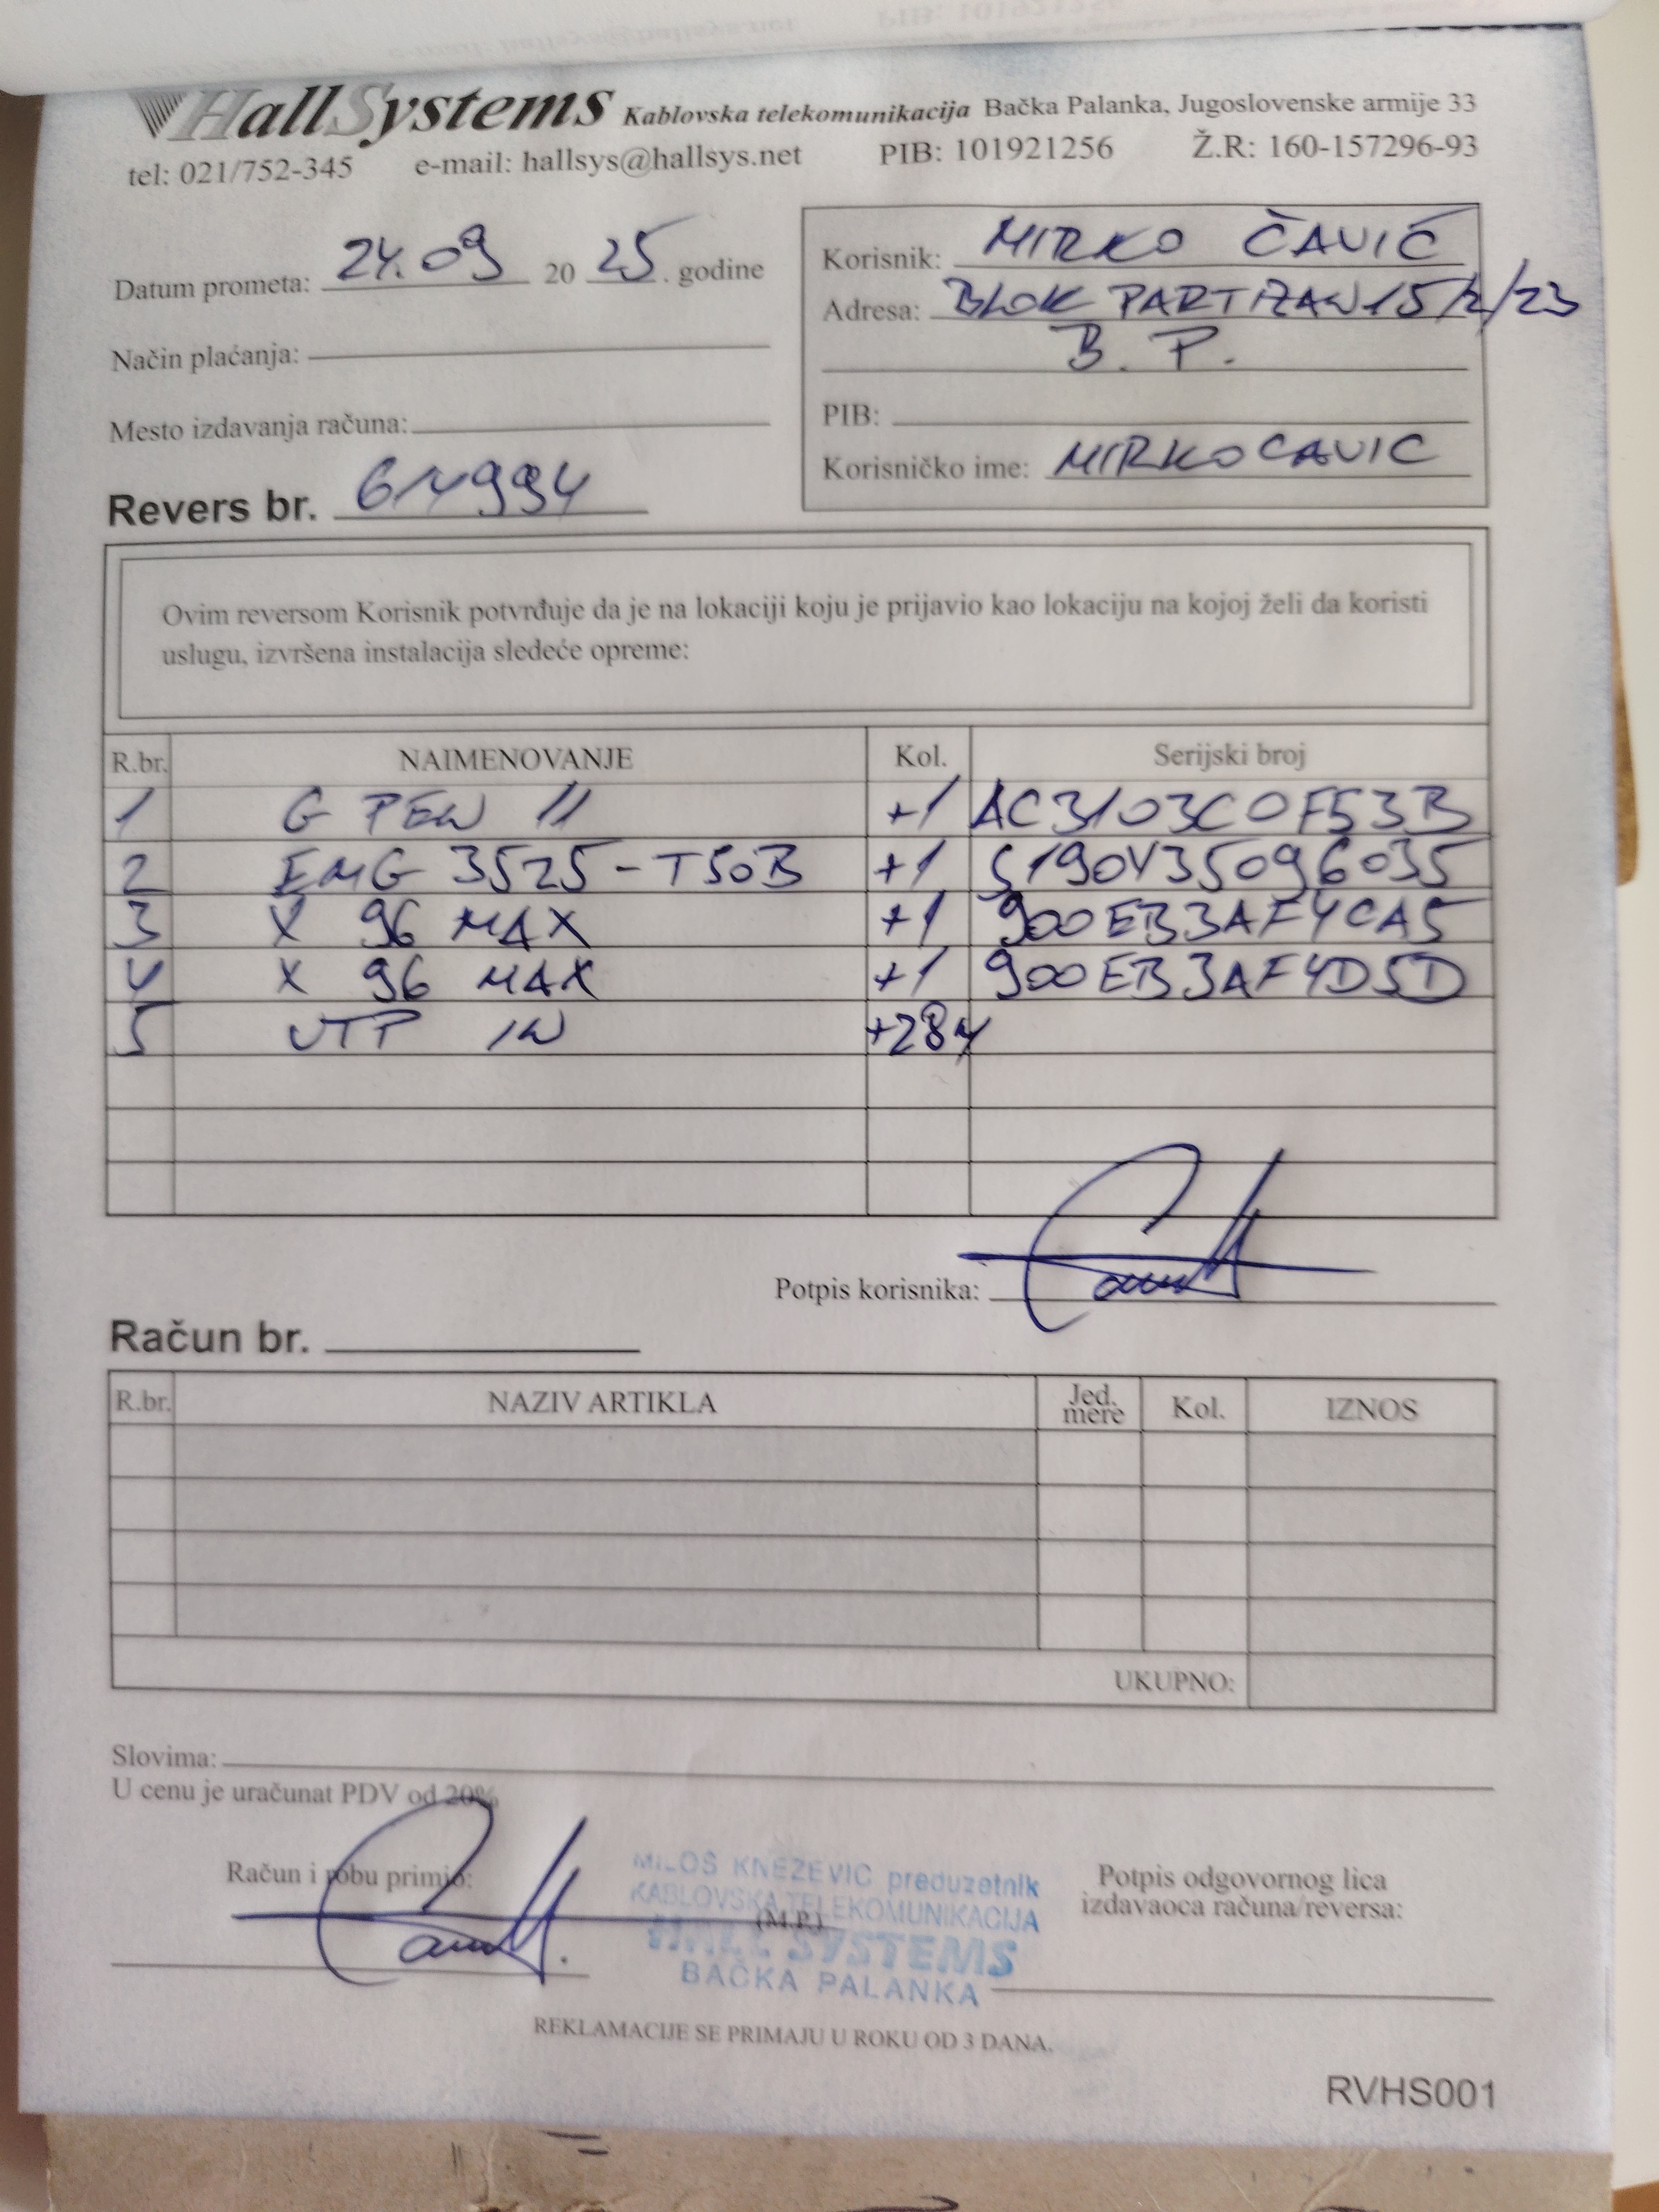 HallSystems Kablovska telekomunikacija Bačka Palanka, Jugoslovenske armije 33
tel: 021/752-345 e-mail: hallsys@hallsys.net PIB: 101921256 Ž.R: 160-157296-93
Datum prometa: 24.09 20 25. godine
Način plaćanja:
Mesto izdavanja računa:
Revers br. 614994
Korisnik: MIRKO ČAVIĆ
Adresa: BLOK PARTIZAN 15/2/23
B. P.
PIB:
Korisničko ime: MIRKOCAVIC
Ovim reversom Korisnik potvrđuje da je na lokaciji koju je prijavio kao lokaciju na kojoj želi da koristi
uslugu, izvršena instalacija sledeće opreme:
R.br. NAIMENOVANJE Kol. Serijski broj
1 G PEW 11 +1 AC3103C0F53B
2 EMG 3525-T50B +1 S190Y35096035
3 X 96 MAX +1 900EB3AF4CA5
4 X 96 MAX +1 900EB3AF4D5D
5 UTP IN +28M
Potpis korisnika:
Račun br.
R.br. NAZIV ARTIKLA Jed. mere Kol. IZNOS
UKUPNO:
Slovima:
U cenu je uračunat PDV od 20%
Račun i robu primio:
(M.P.)
MILOŠ KNEŽEVIĆ preduzetnik
KABLOVSKA TELEKOMUNIKACIJA
HALL SYSTEMS
BAČKA PALANKA
Potpis odgovornog lica
izdavaoca računa/reversa:
REKLAMACIJE SE PRIMAJU U ROKU OD 3 DANA.
RVHS001